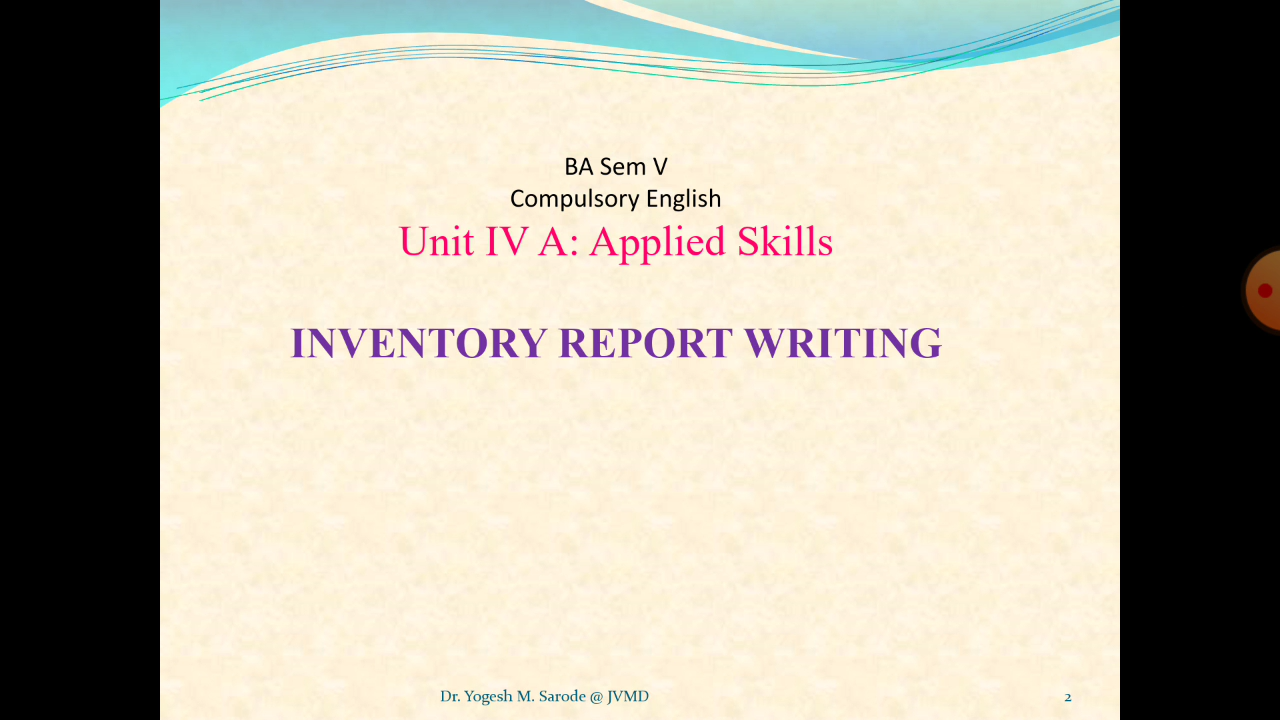 BA Sem V
Compulsory English
Unit IV A: Applied Skills
INVENTORY REPORT WRITING
Dr. Yogesh M. Sarode @ JVMD
2